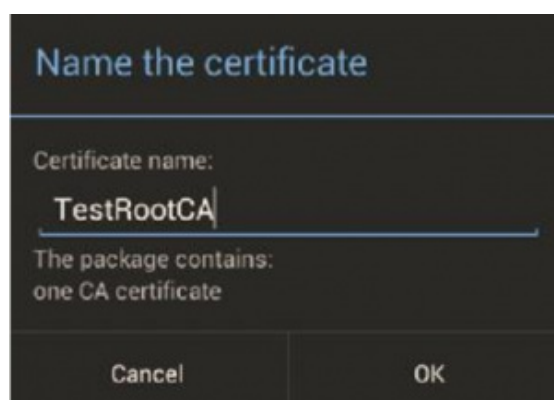 Name the certificate
Certificate name:
TestRootCA
The package contains:
one CA certificate
Cancel
OK